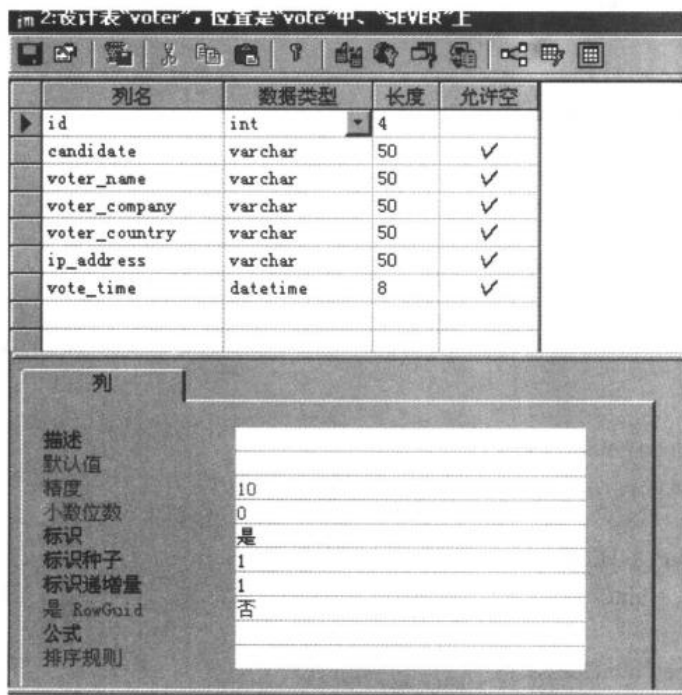 2:设计表“voter”，位置是“vote”中、“SEVER”上
列名 数据类型 长度 允许空
id int 4
candidate varchar 50 ✓
voter_name varchar 50 ✓
voter_company varchar 50 ✓
voter_country varchar 50 ✓
ip_address varchar 50 ✓
vote_time datetime 8 ✓
列
描述
默认值
精度 10
小数位数 0
标识 是
标识种子 1
标识递增量 1
是 RowGuid 否
公式
排序规则